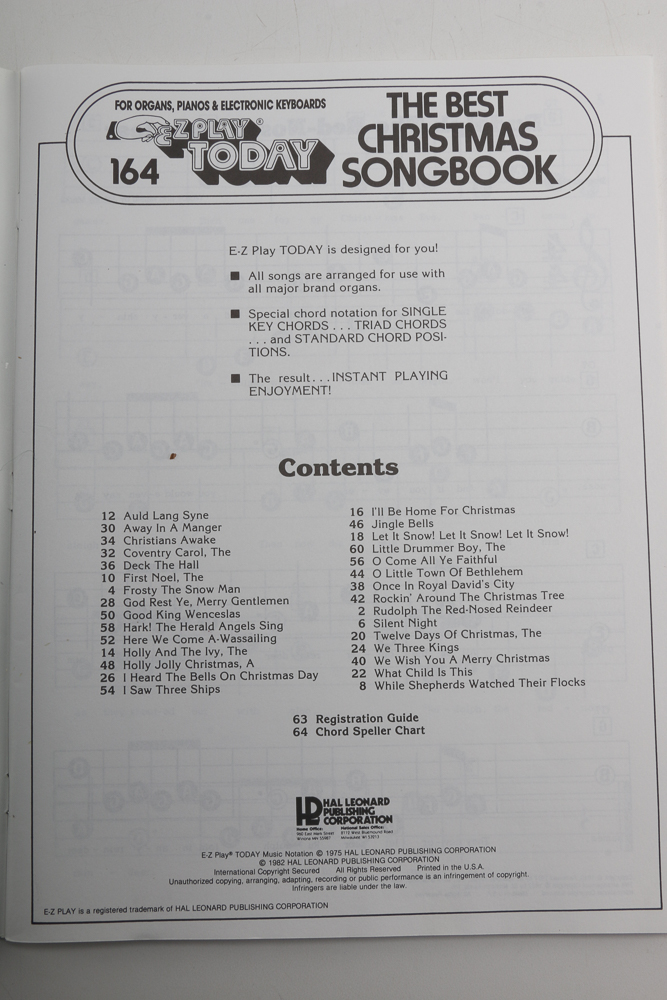 FOR ORGANS, PIANOS & ELECTRONIC KEYBOARDS
E-Z PLAY®
TODAY
164
THE BEST
CHRISTMAS
SONGBOOK
E-Z Play TODAY is designed for you!
■ All songs are arranged for use with
all major brand organs.
■ Special chord notation for SINGLE
KEY CHORDS . . . TRIAD CHORDS
. . . and STANDARD CHORD POSI-
TIONS.
■ The result. . . INSTANT PLAYING
ENJOYMENT!
Contents
12 Auld Lang Syne
30 Away In A Manger
34 Christians Awake
32 Coventry Carol, The
36 Deck The Hall
10 First Noel, The
4 Frosty The Snow Man
28 God Rest Ye, Merry Gentlemen
50 Good King Wenceslas
58 Hark! The Herald Angels Sing
52 Here We Come A-Wassailing
14 Holly And The Ivy, The
48 Holly Jolly Christmas, A
26 I Heard The Bells On Christmas Day
54 I Saw Three Ships
16 I'll Be Home For Christmas
46 Jingle Bells
18 Let It Snow! Let It Snow! Let It Snow!
60 Little Drummer Boy, The
56 O Come All Ye Faithful
44 O Little Town Of Bethlehem
38 Once In Royal David's City
42 Rockin' Around The Christmas Tree
2 Rudolph The Red-Nosed Reindeer
6 Silent Night
20 Twelve Days Of Christmas, The
24 We Three Kings
40 We Wish You A Merry Christmas
22 What Child Is This
8 While Shepherds Watched Their Flocks
63 Registration Guide
64 Chord Speller Chart
HAL LEONARD
PUBLISHING
CORPORATION
Home Office:
National Sales Office:
E-Z Play® TODAY Music Notation © 1975 HAL LEONARD PUBLISHING CORPORATION
© 1982 HAL LEONARD PUBLISHING CORPORATION
International Copyright Secured All Rights Reserved Printed in the U.S.A.
Unauthorized copying, arranging, adapting, recording or public performance is an infringement of copyright.
Infringers are liable under the law.
E-Z PLAY is a registered trademark of HAL LEONARD PUBLISHING CORPORATION